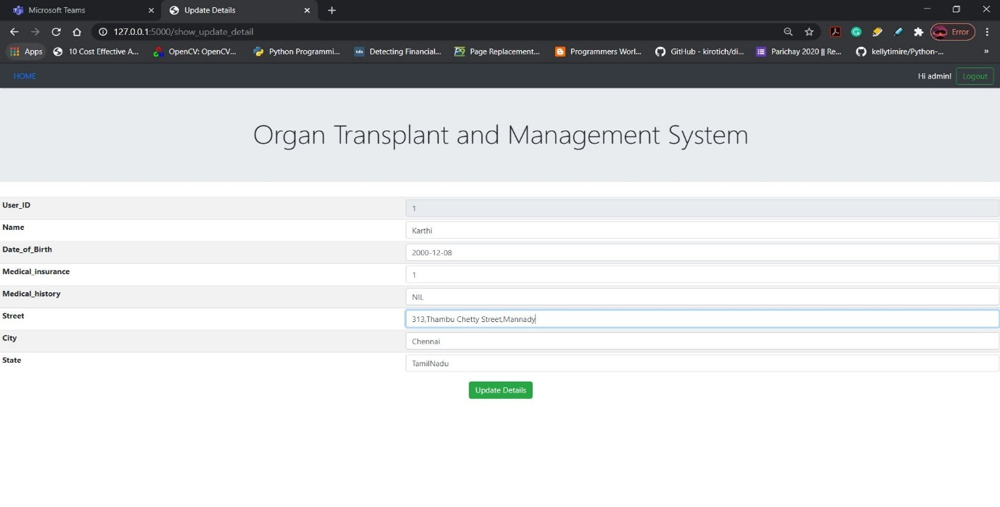 Microsoft Teams
Update Details
127.0.0.1:5000/show_update_detail
Error
Apps
10 Cost Effective A...
OpenCV: OpenCV...
Python Programmi...
tds
Detecting Financial...
Page Replacement...
Programmers Worl...
GitHub - kirotich/di...
Parichay 2020 || Re...
kellytimire/Python-...
»
HOME
Hi admin!
Logout
Organ Transplant and Management System
User_ID
1
Name
Karthi
Date_of_Birth
2000-12-08
Medical_insurance
1
Medical_history
NIL
Street
313,Thambu Chetty Street,Mannady
City
Chennai
State
TamilNadu
Update Details